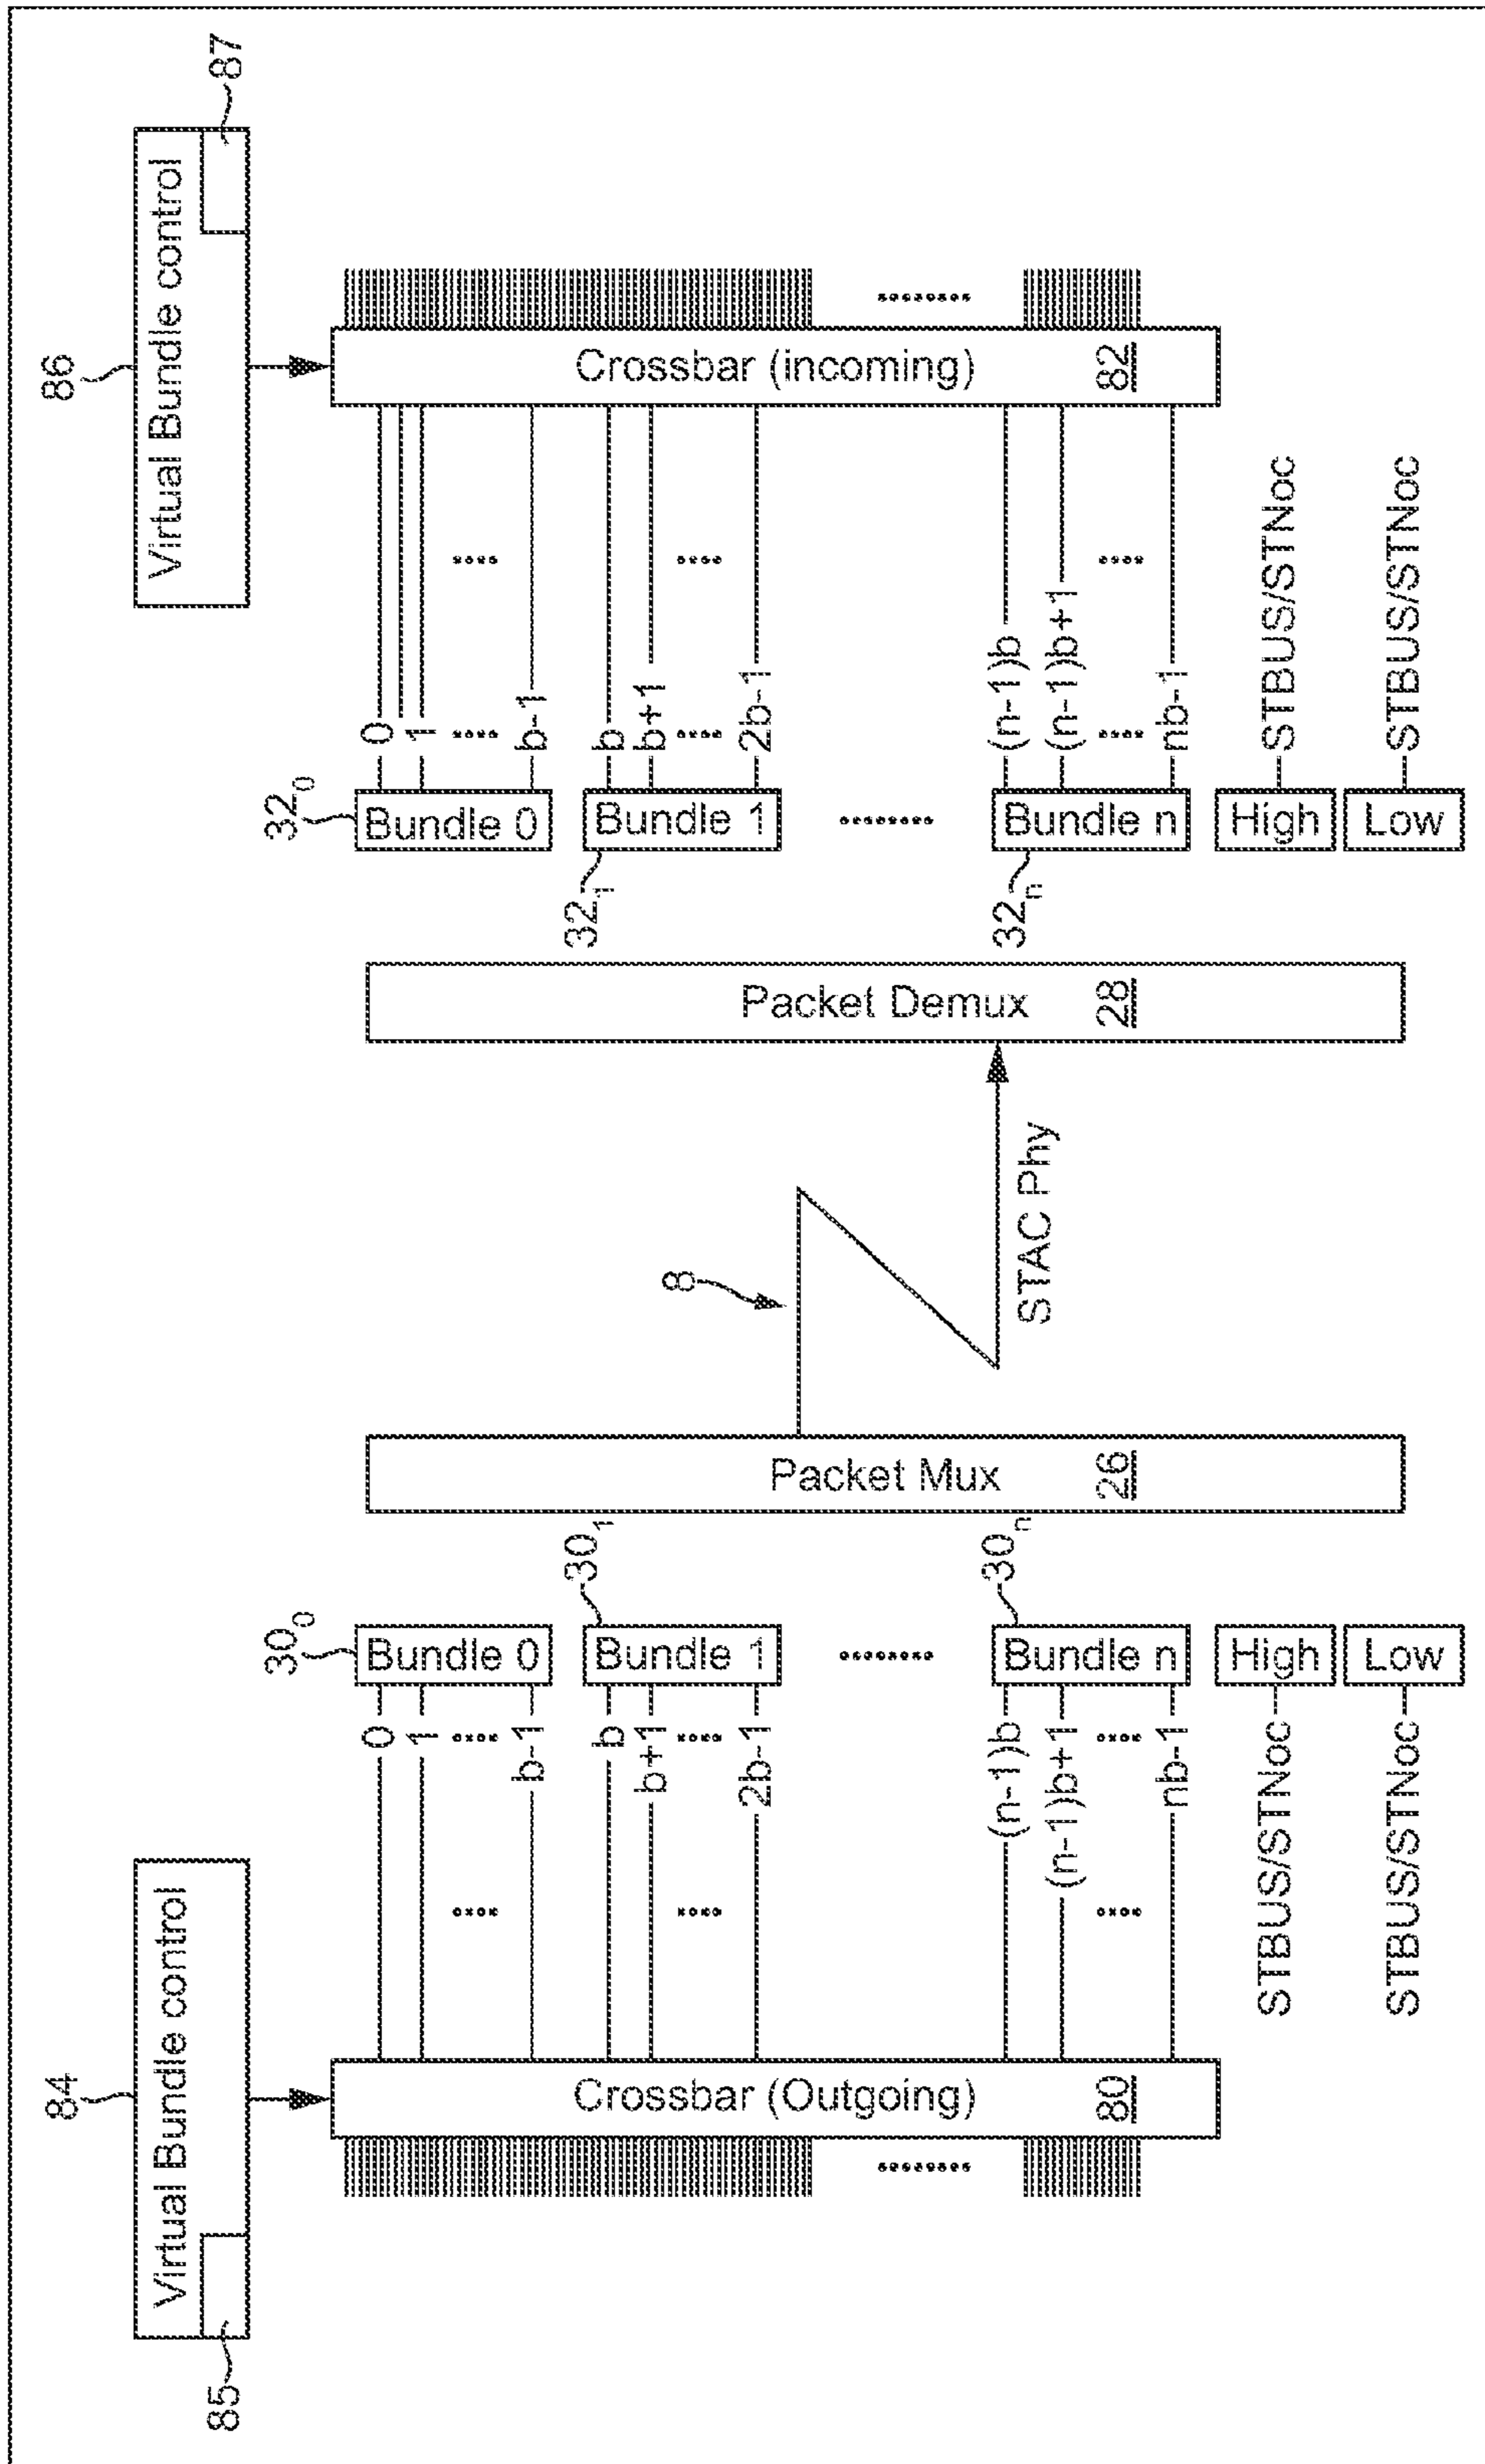 84
Virtual Bundle control
85
Crossbar (Outgoing) 80
0
1
b-1
b
b+1
2b-1
(n-1)b
(n-1)b+1
nb-1
STBUS/STNoc
STBUS/STNoc
30₀
Bundle 0
30₁
Bundle 1
30ₙ
Bundle n
High
Low
Packet Mux 26
8
STAC Phy
Packet Demux 28
32₀
Bundle 0
32₁
Bundle 1
32ₙ
Bundle n
High
Low
0
1
b-1
b
b+1
2b-1
(n-1)b
(n-1)b+1
nb-1
STBUS/STNoc
STBUS/STNoc
Crossbar (incoming) 82
86
Virtual Bundle control
87